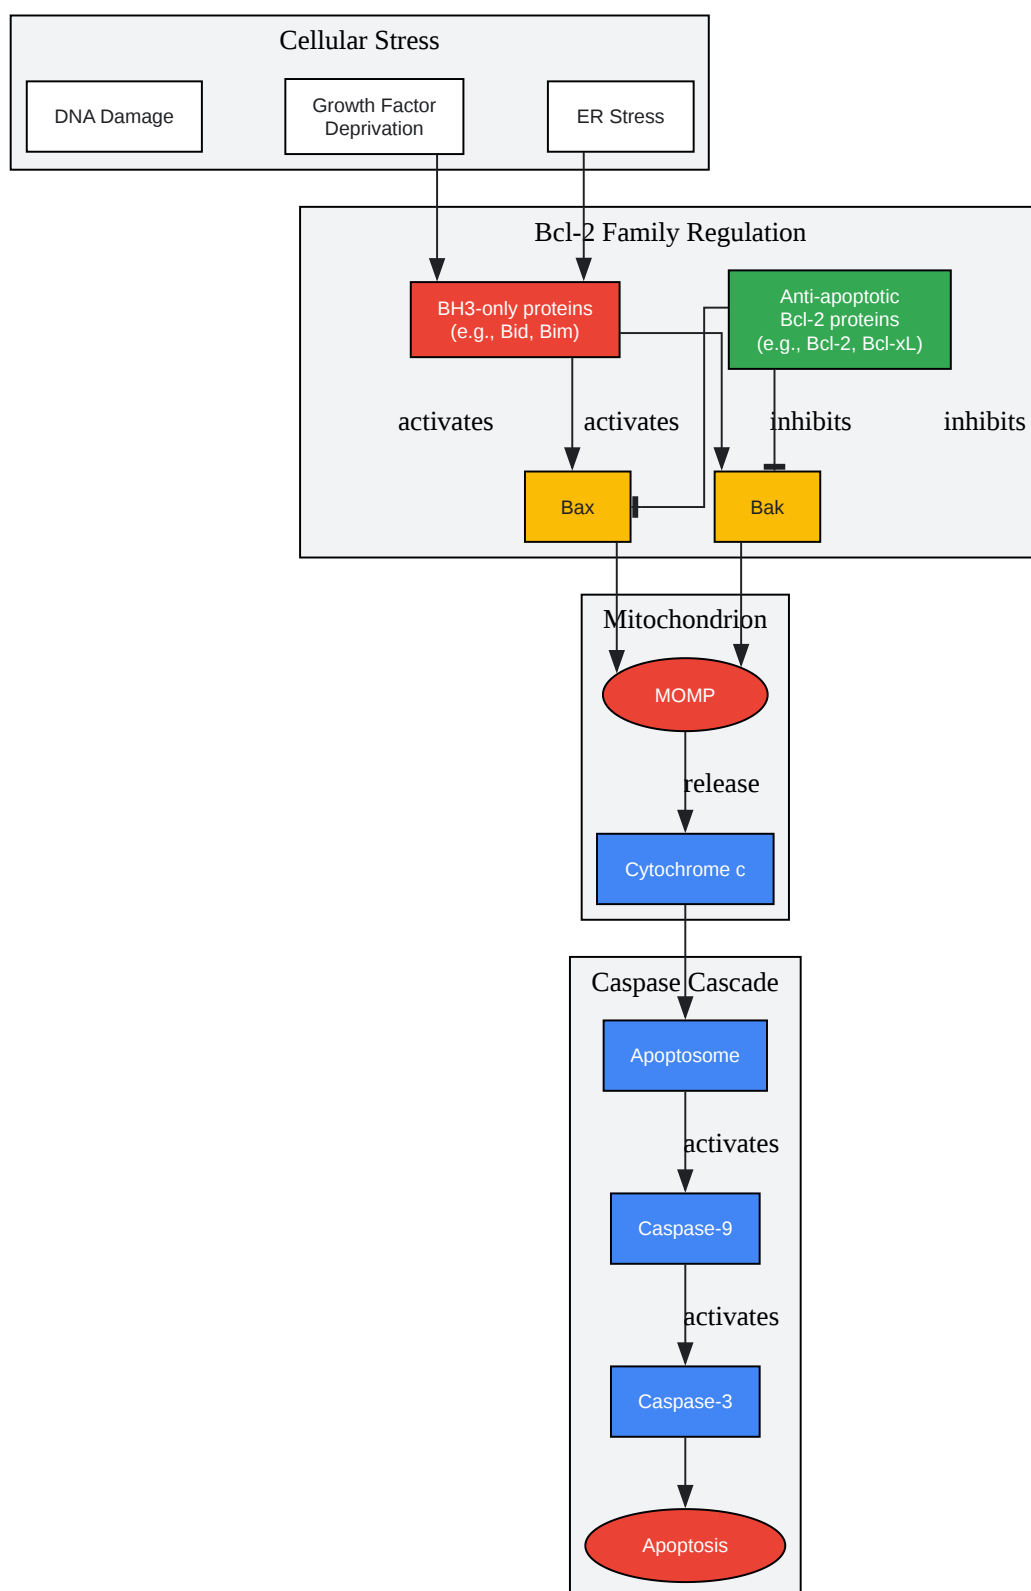 Cellular Stress
DNA Damage
Growth Factor
Deprivation
ER Stress
Bcl-2 Family Regulation
BH3-only proteins
(e.g., Bid, Bim)
Anti-apoptotic
Bcl-2 proteins
(e.g., Bcl-2, Bcl-xL)
activates
activates
inhibits
inhibits
Bax
Bak
Mitochondrion
MOMP
release
Cytochrome c
Caspase Cascade
Apoptosome
activates
Caspase-9
activates
Caspase-3
Apoptosis